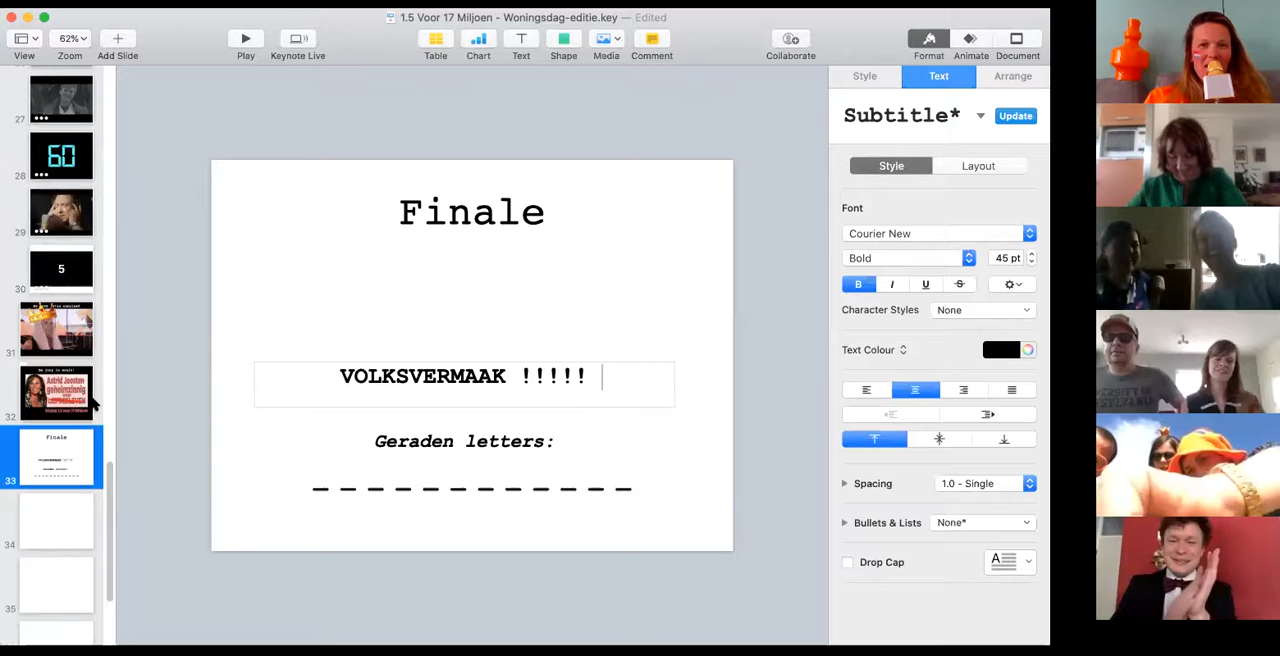 1.5 Voor 17 Miljoen - Woningsdag-editie.key — Edited
62%
View
Zoom
Add Slide
Play
Keynote Live
Table
Chart
Text
Shape
Media
Comment
Collaborate
Format
Animate
Document
27
28
60
29
30
5
31
32
Astrid Joosten
33
Finale
34
35
Finale
VOLKSVERMAAK !!!!!
Geraden letters:
_ _ _ _ _ _ _ _ _ _ _ _
Style
Text
Arrange
Subtitle*
Update
Style
Layout
Font
Courier New
Bold
45 pt
B I U S
Character Styles
None
Text Colour
Spacing
1.0 - Single
Bullets & Lists
None*
Drop Cap
A